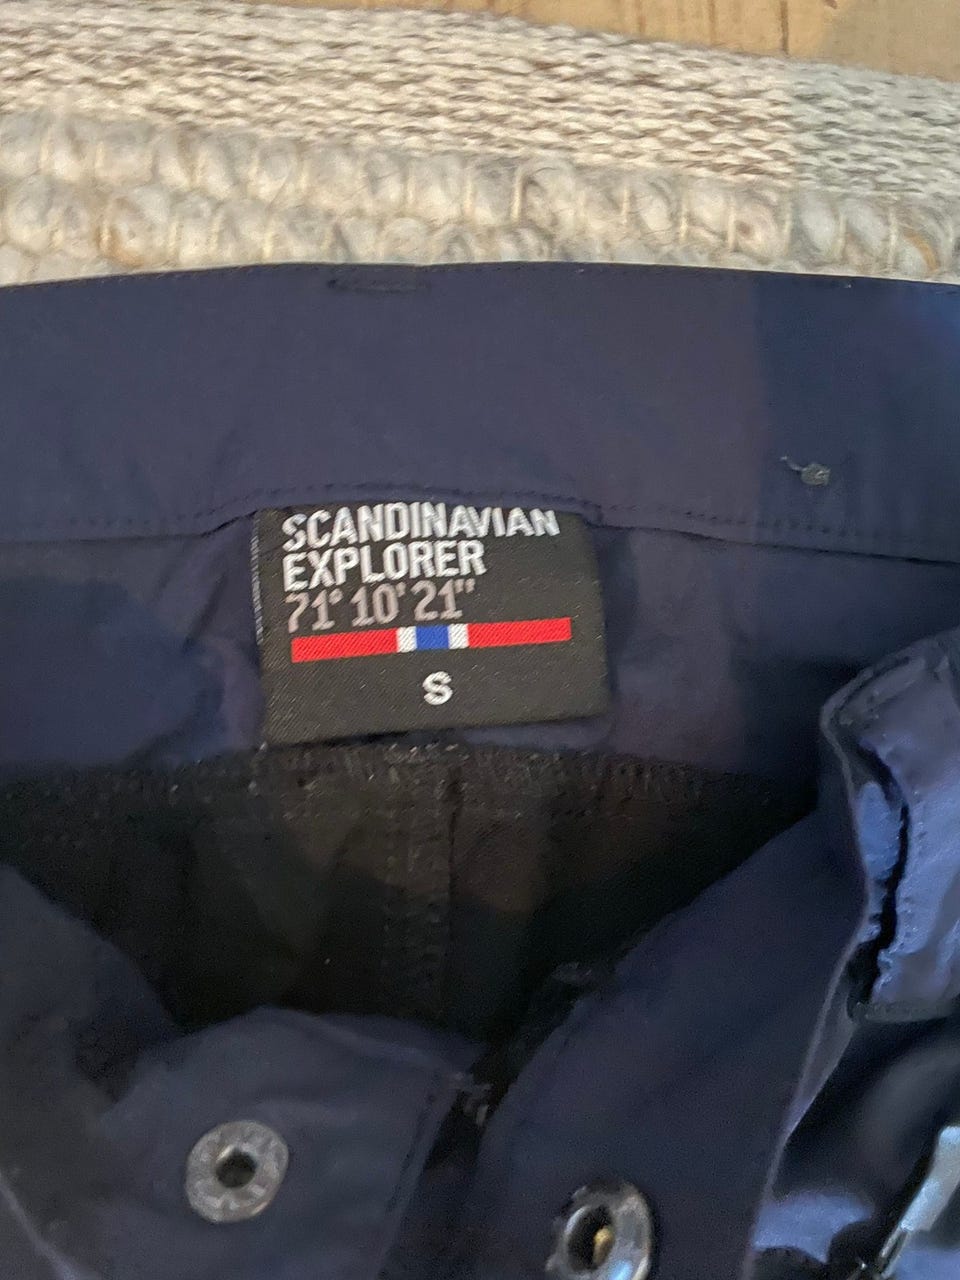 SCANDINAVIAN
EXPLORER
71° 10' 21"
S